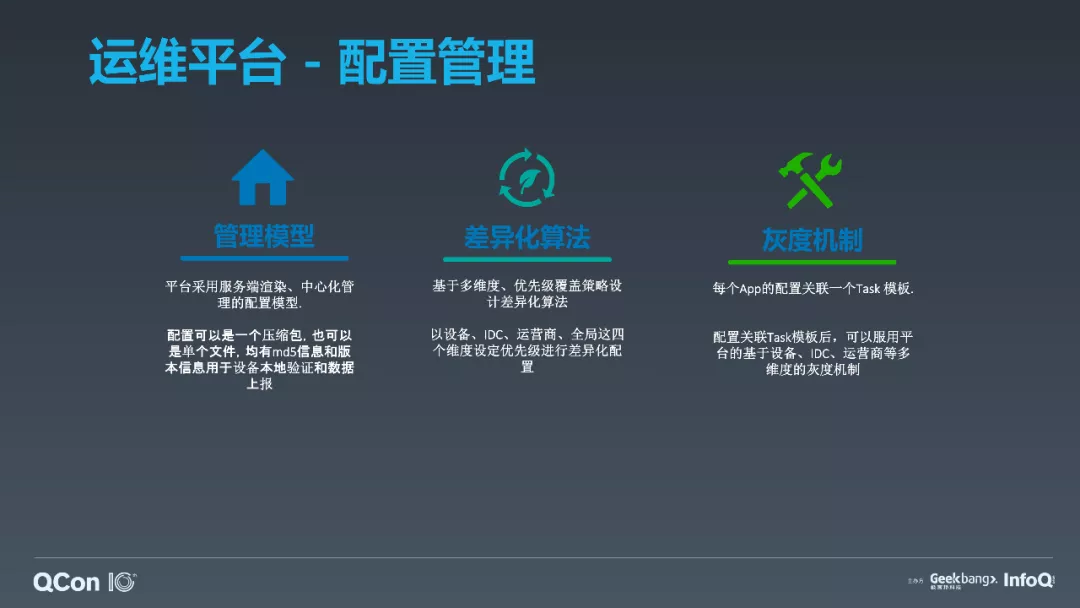 运维平台 - 配置管理
管理模型
平台采用服务端渲染、中心化管
理的配置模型.
配置可以是一个压缩包, 也可以
是单个文件, 均有md5信息和版
本信息用于设备本地验证和数据
上报
差异化算法
基于多维度、优先级覆盖策略设
计差异化算法
以设备、IDC、运营商、全局这四
个维度设定优先级进行差异化配
置
灰度机制
每个App的配置关联一个Task 模板.
配置关联Task模板后，可以服用平
台的基于设备、IDC、运营商等多
维度的灰度机制
QCon 10th
主办方 Geekbang>. InfoQ
极客邦科技